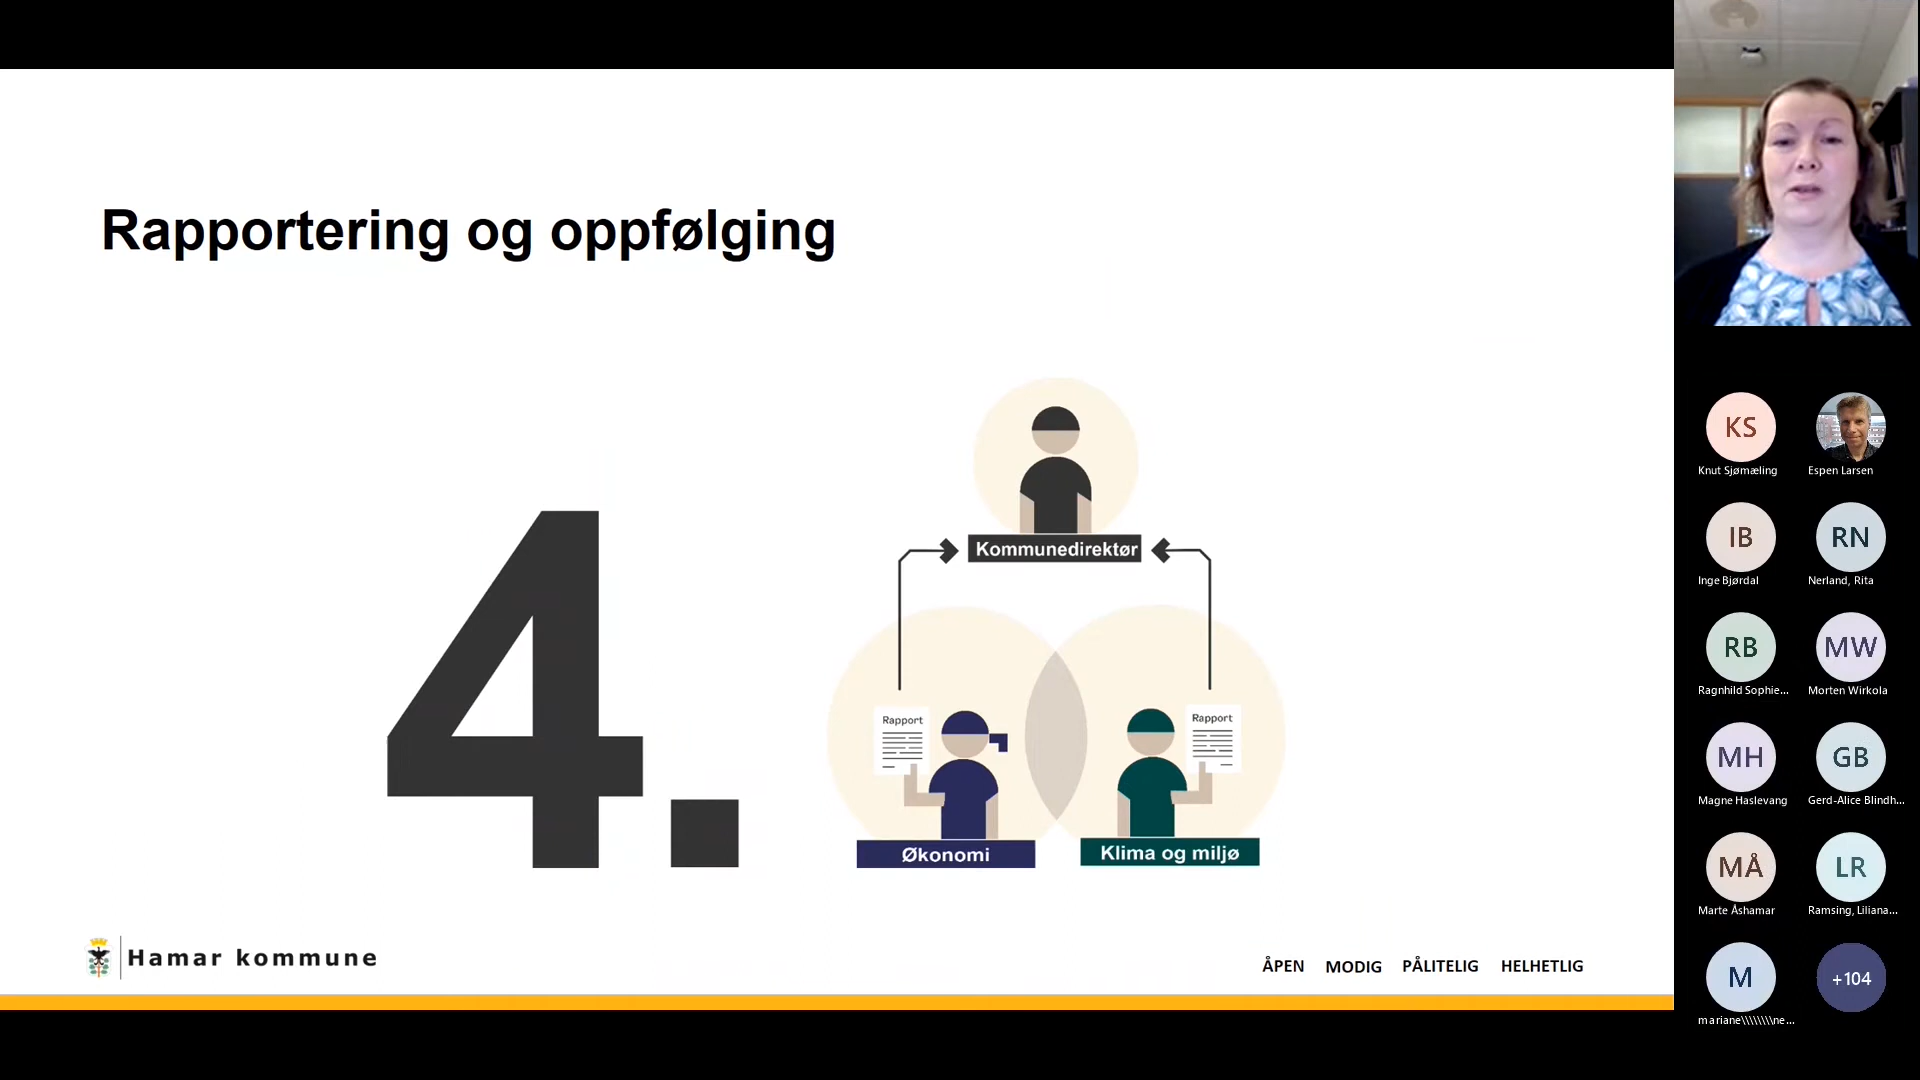 Rapportering og oppfølging
4.
Kommunedirektør
Rapport
Rapport
Økonomi
Klima og miljø
Hamar kommune
ÅPEN MODIG PÅLITELIG HELHETLIG
KS
Knut Sjømæling
Espen Larsen
IB
Inge Bjørdal
RN
Nerland, Rita
RB
Ragnhild Sophie...
MW
Morten Wirkola
MH
Magne Haslevang
GB
Gerd-Alice Blindh...
MÅ
Marte Åshamar
LR
Ramsing, Liliana...
M
mariane\\\\\\\\ne...
+104